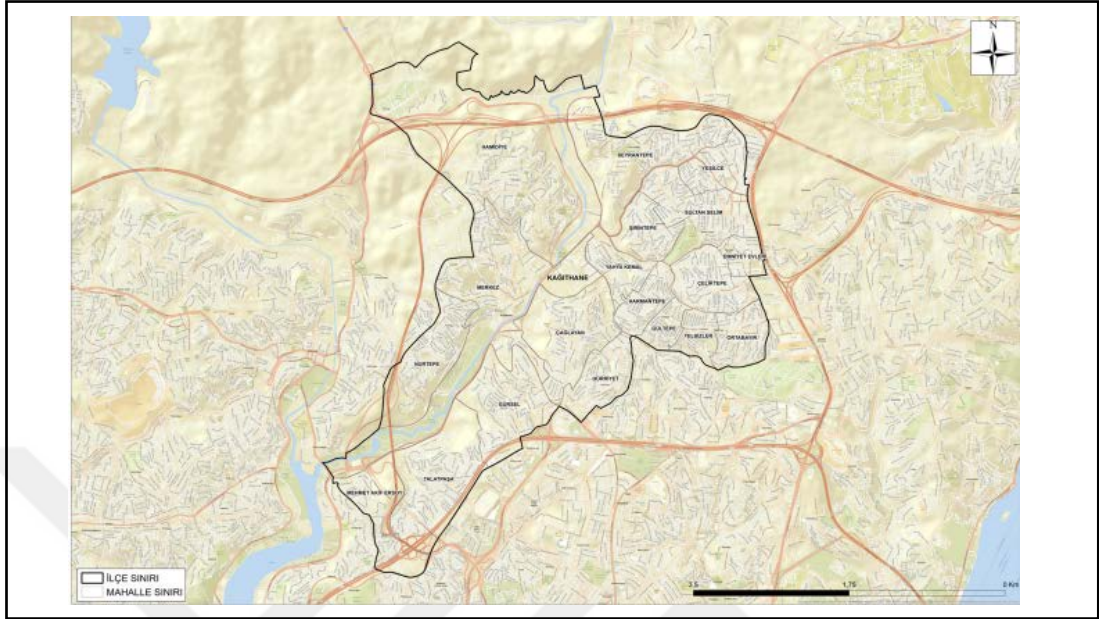 N
HAMİDİYE
SEYRANTEPE
YEŞİLCE
SULTAN SELİM
ŞİRİNTEPE
EMNİYET EVLERİ
YAHYA KEMAL
KAĞITHANE
ÇELİKTEPE
MERKEZ
HARMANTEPE
ÇAĞLAYAN
GÜLTEPE
TELSİZLER
ORTABAYIR
NURTEPE
HÜRRİYET
GÜRSEL
TALATPAŞA
MEHMET AKİF ERSOY
İLÇE SINIRI
MAHALLE SINIRI
3,5 1,75 0 Km